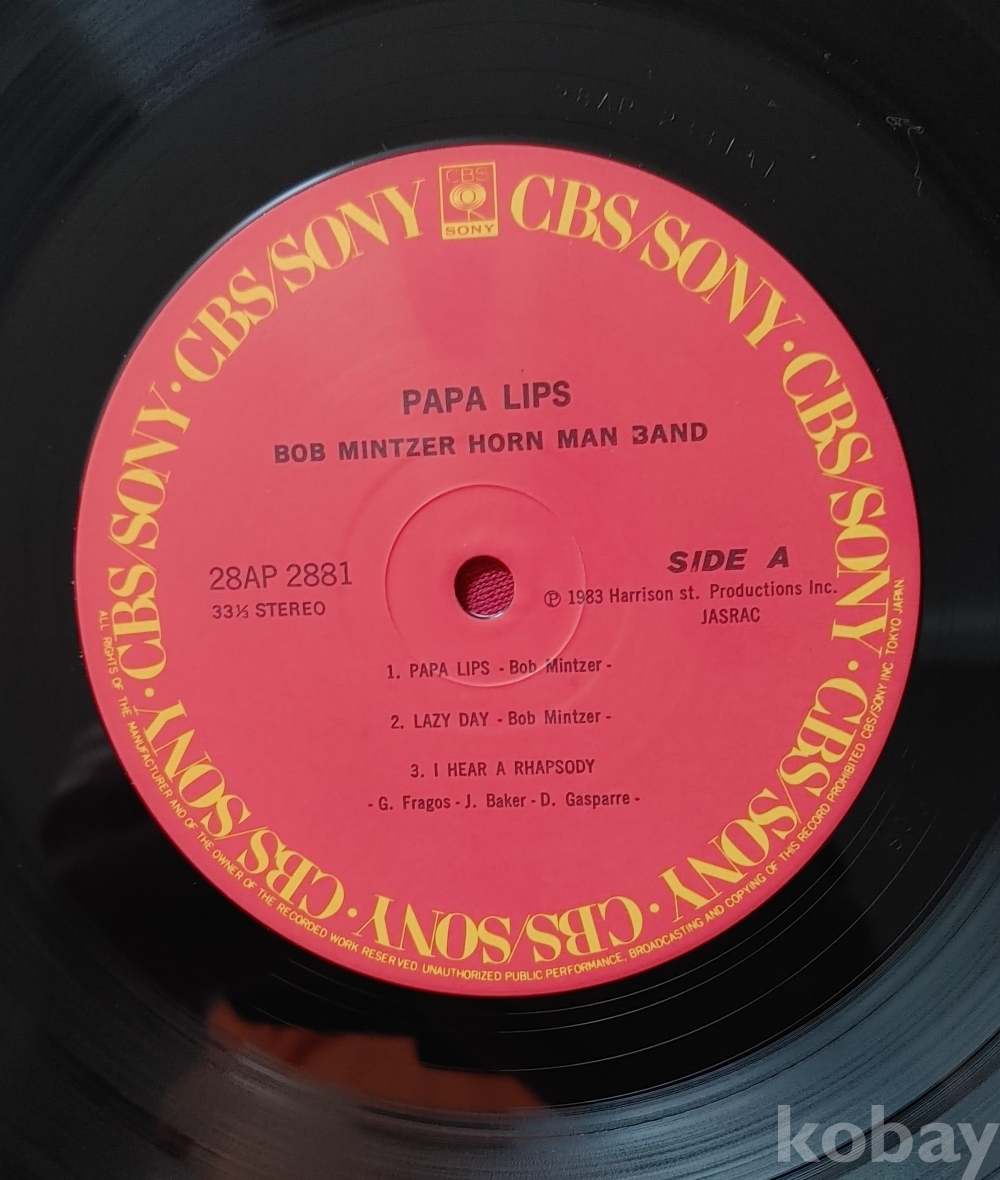 CBS
SONY
CBS/SONY · CBS/SONY · CBS/SONY · CBS/SONY · CBS/SONY · CBS/SONY · CBS/SONY
PAPA LIPS
BOB MINTZER HORN MAN BAND
28AP 2881
33⅓ STEREO
SIDE A
Ⓟ 1983 Harrison st. Productions Inc.
JASRAC
1. PAPA LIPS - Bob Mintzer -
2. LAZY DAY - Bob Mintzer -
3. I HEAR A RHAPSODY
- G. Fragos - J. Baker - D. Gasparre -
ALL RIGHTS OF THE MANUFACTURER AND OF THE OWNER OF THE RECORDED WORK RESERVED. UNAUTHORIZED PUBLIC PERFORMANCE, BROADCASTING AND COPYING OF THIS RECORD PROHIBITED CBS/SONY INC. TOKYO JAPAN.
kobay